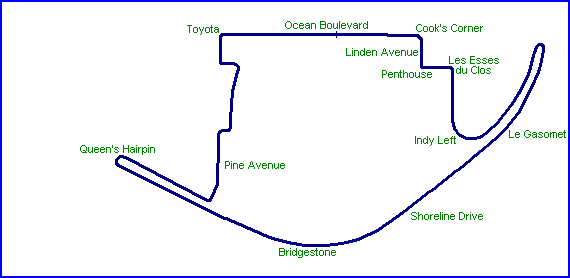 Ocean Boulevard
Toyota
Cook's Corner
Linden Avenue
Les Esses
du Clos
Penthouse
Le Gasomet
Indy Left
Queen's Hairpin
Pine Avenue
Shoreline Drive
Bridgestone